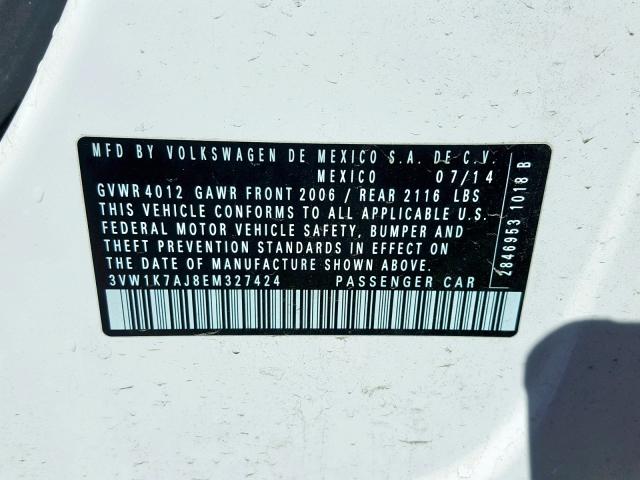 MFD BY VOLKSWAGEN DE MEXICO S.A. DE C.V.
MEXICO 07/14
GVWR 4012 GAWR FRONT 2006 / REAR 2116 LBS
THIS VEHICLE CONFORMS TO ALL APPLICABLE U.S.
FEDERAL MOTOR VEHICLE SAFETY, BUMPER AND
THEFT PREVENTION STANDARDS IN EFFECT ON
THE DATE OF MANUFACTURE SHOWN ABOVE.
3VW1K7AJ8EM327424 PASSENGER CAR
2846953 1018 B